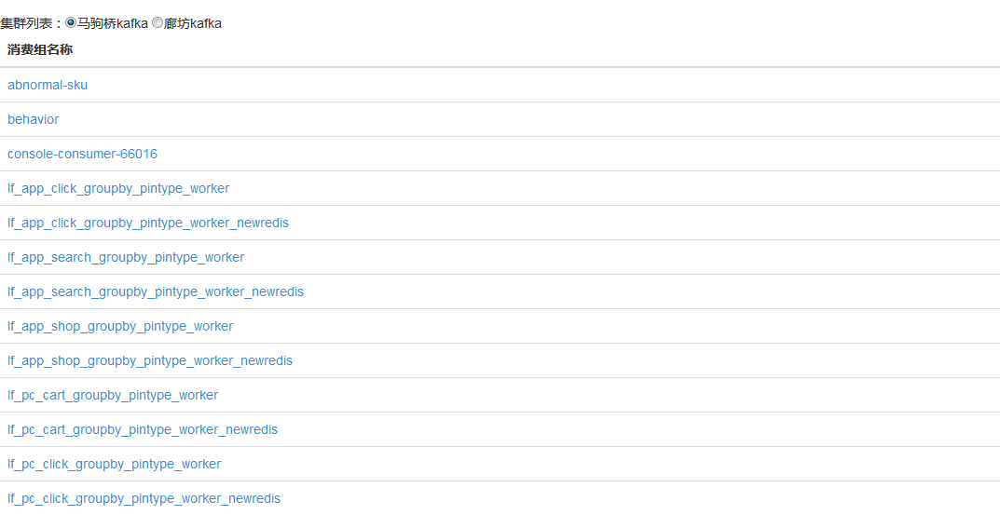 集群列表：马驹桥kafka 廊坊kafka
消费组名称
abnormal-sku
behavior
console-consumer-66016
lf_app_click_groupby_pintype_worker
lf_app_click_groupby_pintype_worker_newredis
lf_app_search_groupby_pintype_worker
lf_app_search_groupby_pintype_worker_newredis
lf_app_shop_groupby_pintype_worker
lf_app_shop_groupby_pintype_worker_newredis
lf_pc_cart_groupby_pintype_worker
lf_pc_cart_groupby_pintype_worker_newredis
lf_pc_click_groupby_pintype_worker
lf_pc_click_groupby_pintype_worker_newredis